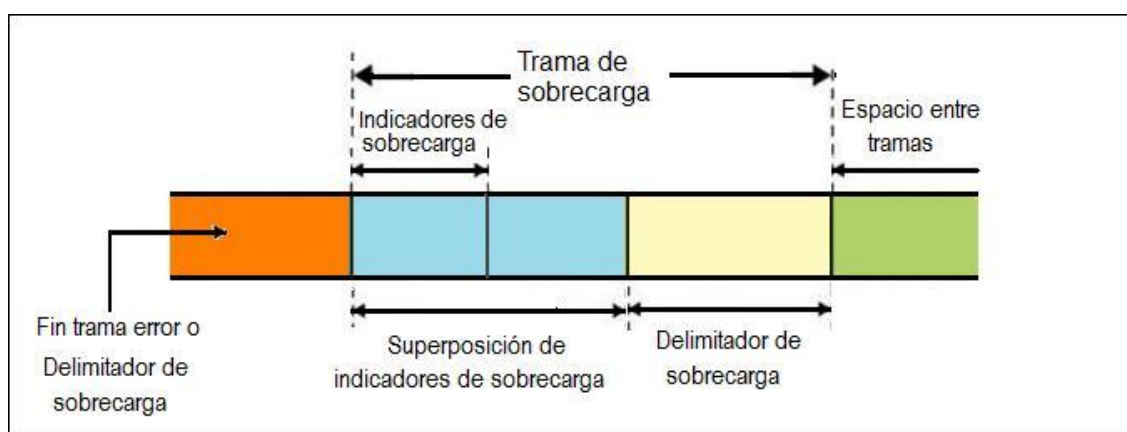 Trama de
sobrecarga
Indicadores de
sobrecarga
Espacio entre
tramas
Fin trama error o
Delimitador de
sobrecarga
Superposición de
indicadores de sobrecarga
Delimitador de
sobrecarga